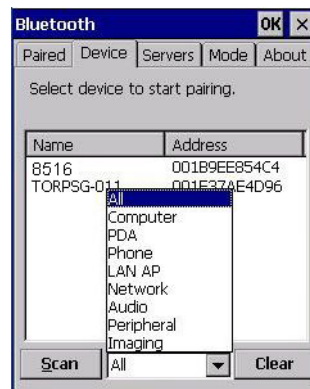 Bluetooth OK ×
Paired Device Servers Mode About
Select device to start pairing.
Name Address
8516 001B9EE854C4
TORPSG-011 001E37AE4D96
All
Computer
PDA
Phone
LAN AP
Network
Audio
Peripheral
Imaging
Scan All Clear